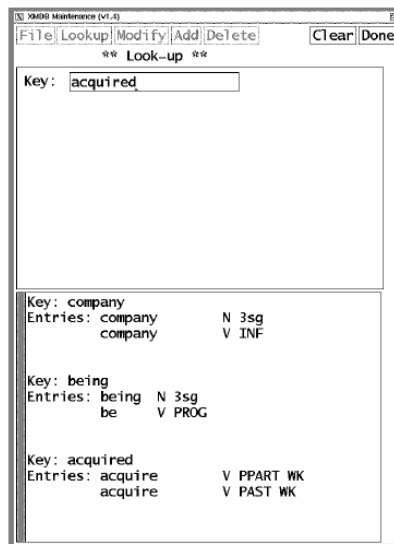 XMDB Maintenance (v1.4)
File Lookup Modify Add Delete Clear Done
** Look-up **
Key: acquired
Key: company
Entries: company N 3sg
company V INF
Key: being
Entries: being N 3sg
be V PROG
Key: acquired
Entries: acquire V PPART WK
acquire V PAST WK